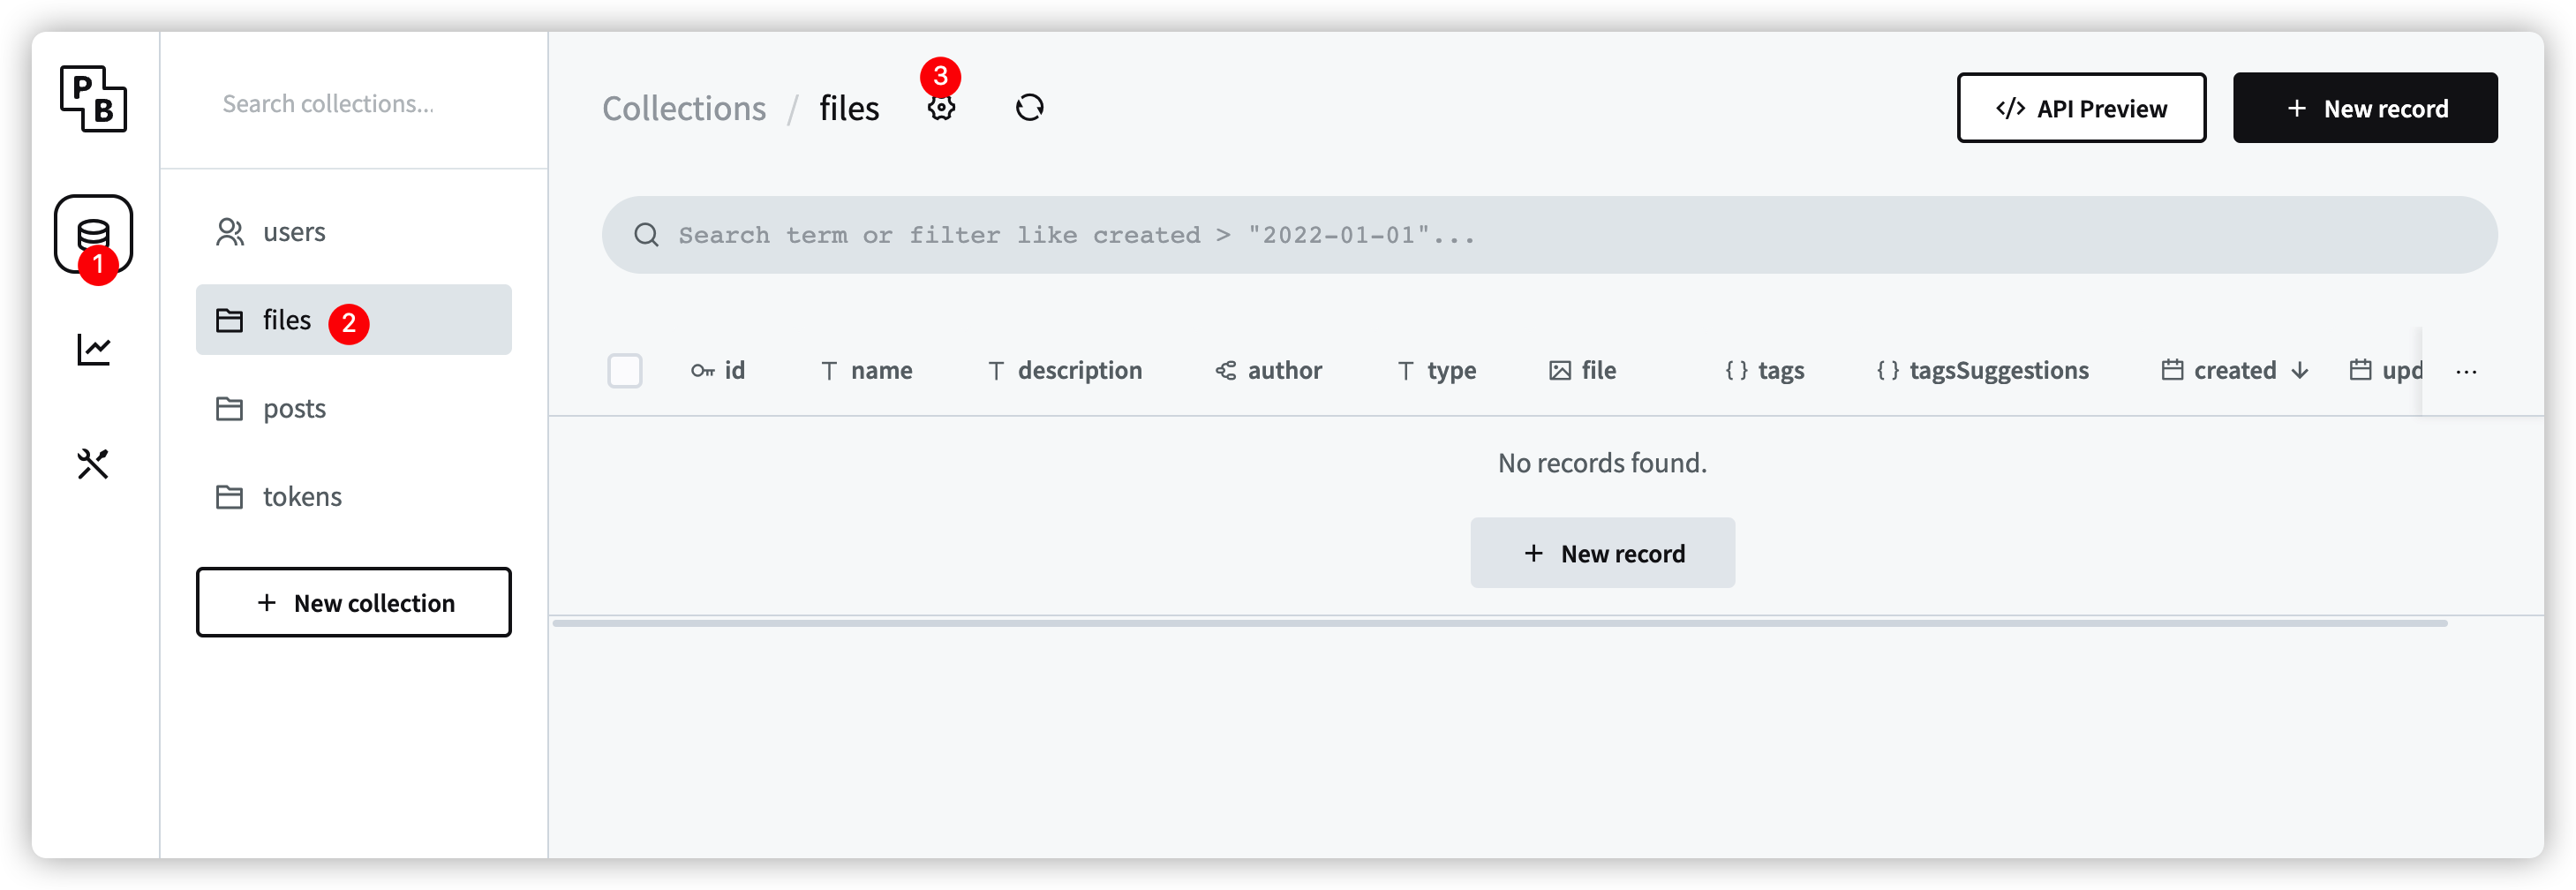 P
B
Search collections...
Collections / files
3
API Preview
+ New record
1
users
files 2
posts
tokens
+ New collection
Search term or filter like created > "2022-01-01"...
id
name
description
author
type
file
tags
tagsSuggestions
created
upd
...
No records found.
+ New record